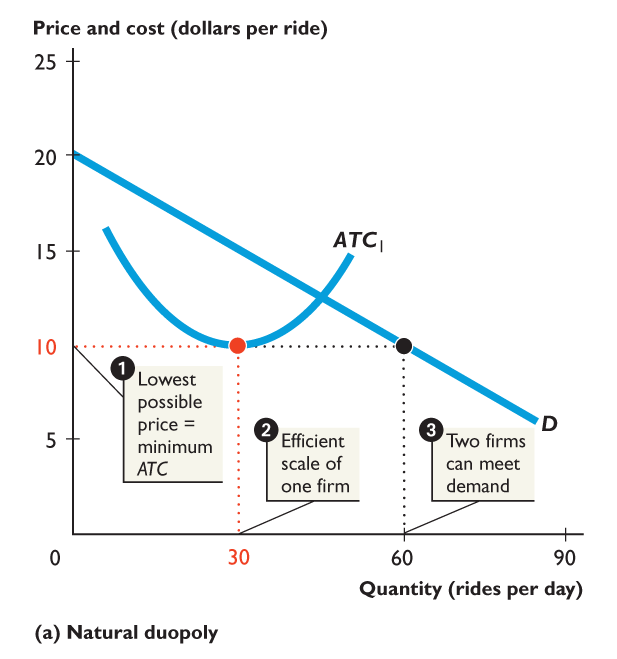 Price and cost (dollars per ride)
25
20
15
10
5
0
ATC1
D
1
Lowest
possible
price =
minimum
ATC
2
Efficient
scale of
one firm
3
Two firms
can meet
demand
30
60
90
Quantity (rides per day)
(a) Natural duopoly